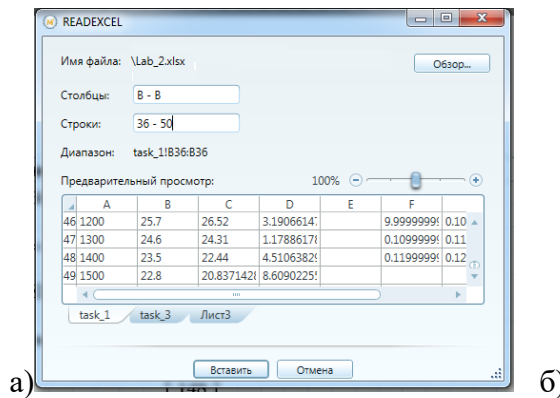 READEXCEL
Имя файла: \Lab_2.xlsx Обзор...
Столбцы: B - B
Строки: 36 - 50
Диапазон: task_1!B36:B36
Предварительный просмотр: 100%
A B C D E F
46 1200 25.7 26.52 3.19066147 9.99999999 0.10
47 1300 24.6 24.31 1.17886178 0.10999999 0.11
48 1400 23.5 22.44 4.51063829 0.11999999 0.12
49 1500 22.8 20.8371428 8.60902255
task_1 task_3 Лист3
Вставить Отмена
а) б)